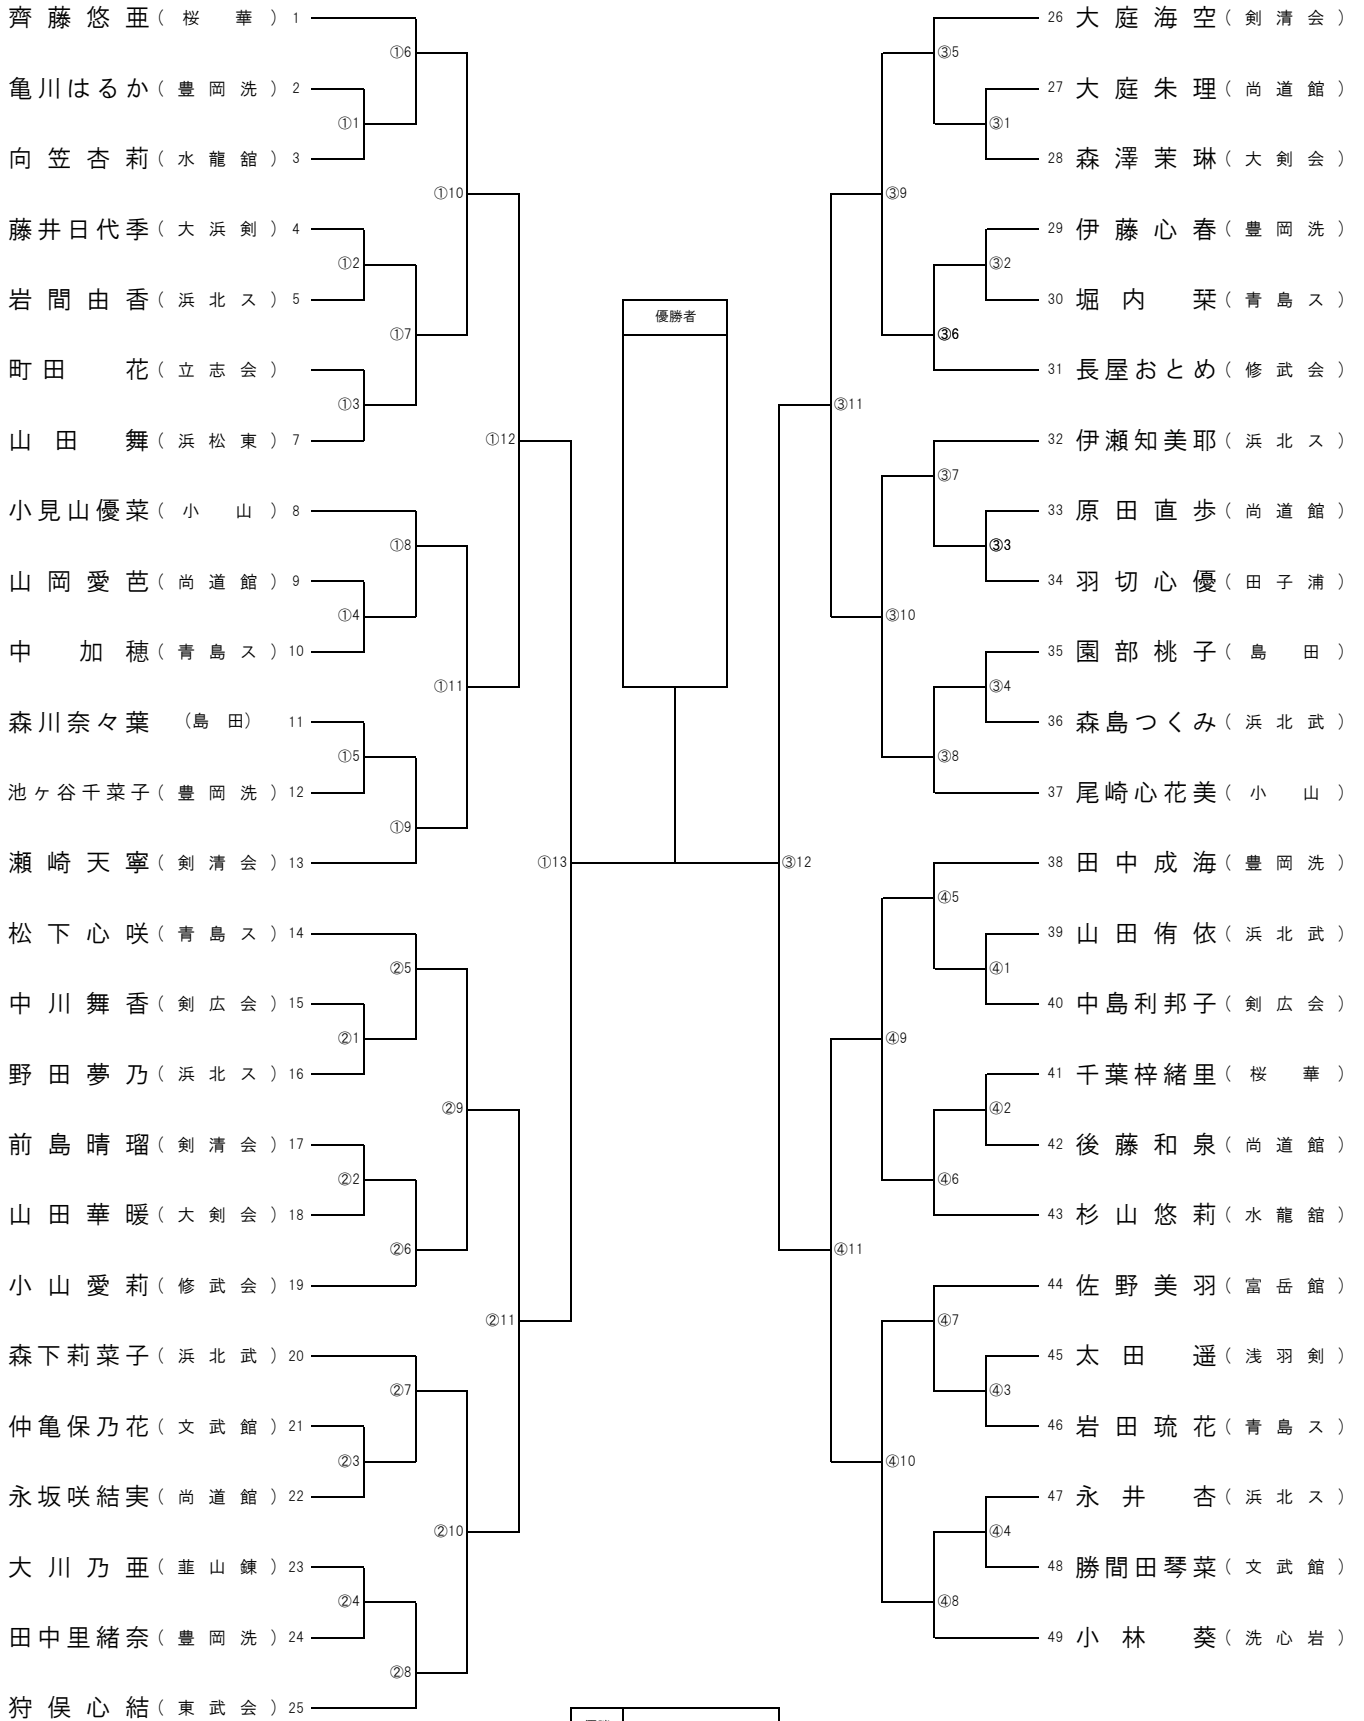 齊藤悠亜（桜華）1
①6
亀川はるか（豊岡洗）2
①1
向笠杏莉（水龍舘）3
①10
藤井日代季（大浜剣）4
①2
岩間由香（浜北ス）5
①7
町田 花（立志会）
①3
山田 舞（浜松東）7
①12
小見山優菜（小山）8
①8
山岡愛芭（尚道館）9
①4
中 加穂（青島ス）10
①11
森川奈々葉（島田）11
①5
池ヶ谷千菜子（豊岡洗）12
①9
瀬崎天寧（剣清会）13
①13
松下心咲（青島ス）14
②5
中川舞香（剣広会）15
②1
野田夢乃（浜北ス）16
②9
前島晴瑠（剣清会）17
②2
山田華暖（大剣会）18
②6
小山愛莉（修武会）19
②11
森下莉菜子（浜北武）20
②7
仲亀保乃花（文武館）21
②3
永坂咲結実（尚道館）22
②10
大川乃亜（韮山錬）23
②4
田中里緒奈（豊岡洗）24
②8
狩俣心結（東武会）25
優勝者
26 大庭海空（剣清会）
③5
27 大庭朱理（尚道館）
③1
28 森澤茉琳（大剣会）
③9
29 伊藤心春（豊岡洗）
③2
30 堀内 栞（青島ス）
③6
31 長屋おとめ（修武会）
③11
32 伊瀬知美耶（浜北ス）
③7
33 原田直歩（尚道館）
③3
34 羽切心優（田子浦）
③10
35 園部桃子（島田）
③4
36 森島つくみ（浜北武）
③8
37 尾崎心花美（小山）
③12
38 田中成海（豊岡洗）
④5
39 山田侑依（浜北武）
④1
40 中島利邦子（剣広会）
④9
41 千葉梓緒里（桜華）
④2
42 後藤和泉（尚道館）
④6
43 杉山悠莉（水龍舘）
④11
44 佐野美羽（富岳館）
④7
45 太田 遥（浅羽剣）
④3
46 岩田琉花（青島ス）
④10
47 永井 杏（浜北ス）
④4
48 勝間田琴菜（文武館）
④8
49 小林 葵（洗心岩）